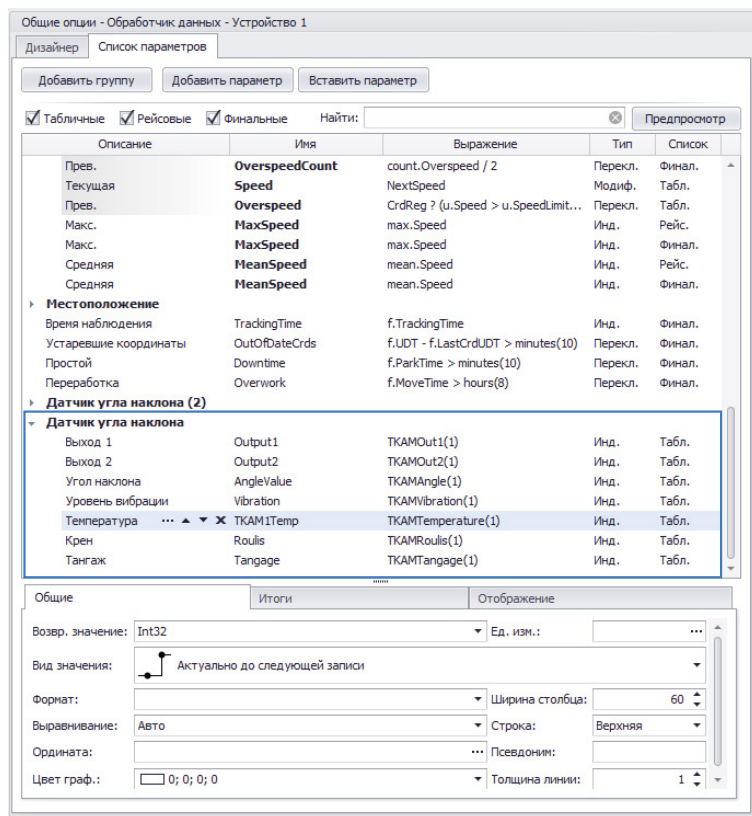 Общие опции - Обработчик данных - Устройство 1
Дизайнер Список параметров
Добавить группу Добавить параметр Вставить параметр
Табличные Рейсовые Финальные Найти: Предпросмотр
Описание Имя Выражение Тип Список
Прев. OverspeedCount count.Overspeed / 2 Перекл. Финал.
Текущая Speed NextSpeed Модиф. Табл.
Прев. Overspeed CrdReg ? (u.Speed > u.SpeedLimit... Перекл. Табл.
Макс. MaxSpeed max.Speed Инд. Рейс.
Макс. MaxSpeed max.Speed Инд. Финал.
Средняя MeanSpeed mean.Speed Инд. Рейс.
Средняя MeanSpeed mean.Speed Инд. Финал.
Местоположение
Время наблюдения TrackingTime f.TrackingTime Инд. Финал.
Устаревшие координаты OutOfDateCrds f.UDT - f.LastCrdUDT > minutes(10) Перекл. Финал.
Простой Downtime f.ParkTime > minutes(10) Перекл. Финал.
Переработка Overwork f.MoveTime > hours(8) Перекл. Финал.
Датчик угла наклона (2)
Датчик угла наклона
Выход 1 Output1 TKAMOut1(1) Инд. Табл.
Выход 2 Output2 TKAMOut2(1) Инд. Табл.
Угол наклона AngleValue TKAMAngle(1) Инд. Табл.
Уровень вибрации Vibration TKAMVibration(1) Инд. Табл.
Температура ... TKAM1Temp TKAMTemperature(1) Инд. Табл.
Крен Roulis TKAMRoulis(1) Инд. Табл.
Тангаж Tangage TKAMTangage(1) Инд. Табл.
Общие Итоги Отображение
Возвр. значение: Int32 Ед. изм.: ...
Вид значения: Актуально до следующей записи
Формат: Ширина столбца: 60
Выравнивание: Авто Строка: Верхняя
Ордината: ... Псевдоним:
Цвет граф.: 0; 0; 0; 0 Толщина линии: 1